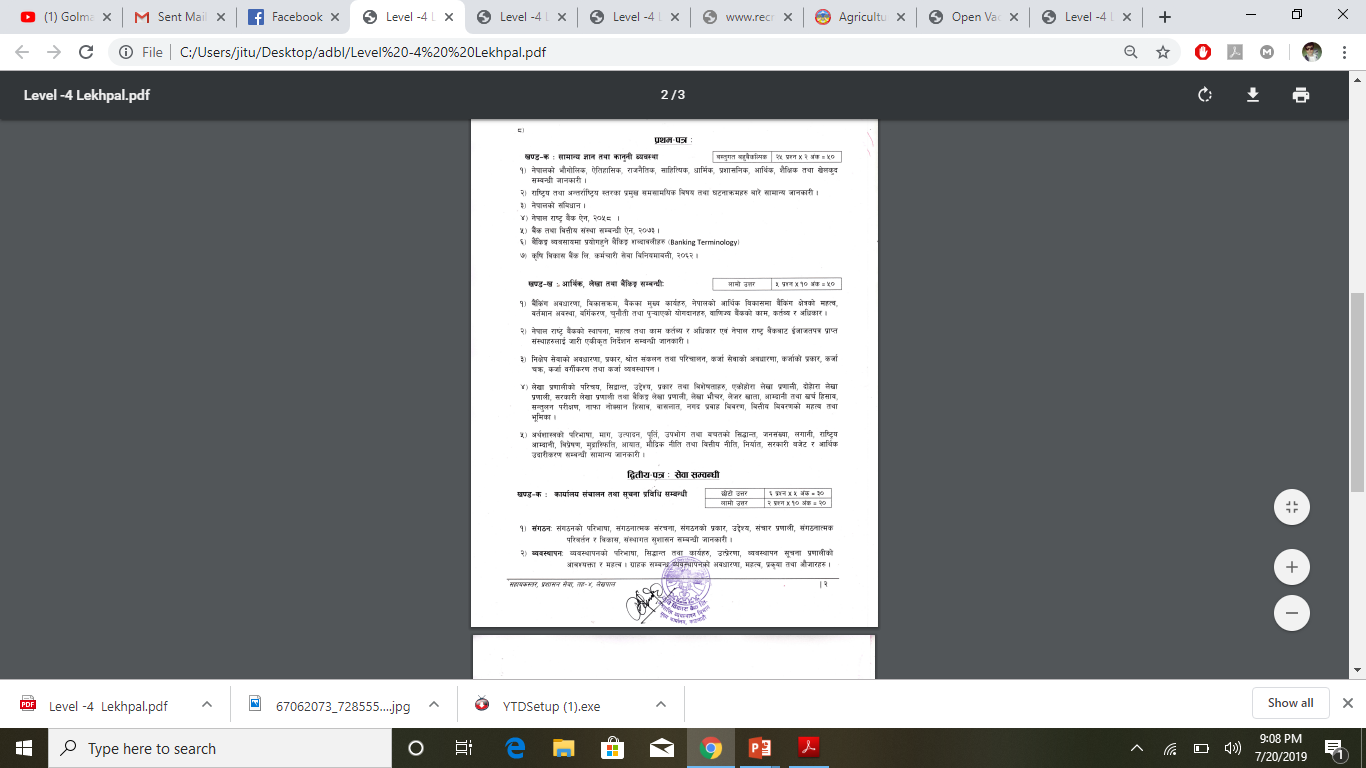 (1) Golma
Sent Mail
Facebook
Level -4 L
Level -4 L
Level -4 L
www.recr
Agricultu
Open Vac
Level -4 L
File
C:/Users/jitu/Desktop/adbl/Level%20-4%20%20Lekhpal.pdf
Level -4 Lekhpal.pdf
2 / 3
८)
प्रथम-पत्र :
खण्ड-क : सामान्य ज्ञान तथा कानुनी व्यवस्था
वस्तुगत बहुवैकल्पिक २५ प्रश्न x २ अंक = ५०
१) नेपालको भौगोलिक, ऐतिहासिक, राजनैतिक, साहित्यिक, धार्मिक, प्रशासनिक, आर्थिक, शैक्षिक तथा खेलकुद
सम्बन्धी जानकारी ।
२) राष्ट्रिय तथा अन्तर्राष्ट्रिय स्तरका प्रमुख समसामयिक विषय तथा घटनाक्रमहरु बारे सामान्य जानकारी ।
३) नेपालको संविधान ।
४) नेपाल राष्ट्र बैंक ऐन, २०५८ ।
५) बैंक तथा वित्तीय संस्था सम्बन्धी ऐन, २०७३ ।
६) बैंकिङ्ग व्यवसायमा प्रयोगहुने बैंकिङ्ग शब्दावलीहरु (Banking Terminology)
७) कृषि विकास बैंक लि. कर्मचारी सेवा विनियमावली, २०६२ ।
खण्ड-ख : आर्थिक, लेखा तथा बैंकिङ्ग सम्बन्धी:
लामो उत्तर ५ प्रश्न x १० अंक = ५०
१) बैंकिंग अवधारणा, विकासक्रम, बैंकका मुख्य कार्यहरु, नेपालको आर्थिक विकासमा बैंकिंग क्षेत्रको महत्व,
वर्तमान अवस्था, वर्गिकरण, चुनौती तथा पुऱ्याएको योगदानहरु, वाणिज्य बैंकको काम, कर्तव्य र अधिकार ।
२) नेपाल राष्ट्र बैंकको स्थापना, महत्व तथा काम कर्तव्य र अधिकार एवं नेपाल राष्ट्र बैंकबाट ईजाजतपत्र प्राप्त
संस्थाहरुलाई जारी एकीकृत निर्देशन सम्बन्धी जानकारी ।
३) निक्षेप सेवाको अवधारणा, प्रकार, श्रोत संकलन तथा परिचालन, कर्जा सेवाको अवधारणा, कर्जाको प्रकार, कर्जा
चक्र, कर्जा वर्गीकरण तथा कर्जा व्यवस्थापन ।
४) लेखा प्रणालीको परिचय, सिद्धान्त, उद्देश्य, प्रकार तथा विशेषताहरु, एकोहोरा लेखा प्रणाली, दोहोरा लेखा
प्रणाली, सरकारी लेखा प्रणाली तथा बैंकिङ्ग लेखा प्रणाली, लेखा भौचर, लेजर खाता, आम्दानी तथा खर्च हिसाव,
सन्तुलन परीक्षण, नाफा नोक्सान हिसाव, वासलात, नगद प्रवाह विवरण, वित्तीय विवरणको महत्व तथा
भूमिका ।
५) अर्थशास्त्रको परिभाषा, माग, उत्पादन, पूर्ति, उपभोग तथा बचतको सिद्धान्त, जनसंख्या, लगानी, राष्ट्रिय
आम्दानी, विप्रेषण, मुद्रास्फिति, आयात, मौद्रिक नीति तथा वित्तीय नीति, निर्यात, सरकारी बजेट र आर्थिक
उदारीकरण सम्बन्धी सामान्य जानकारी ।
द्वितीय-पत्र : सेवा सम्बन्धी
खण्ड-क : कार्यालय संचालन तथा सूचना प्रविधि सम्बन्धी
छोटो उत्तर ६ प्रश्न x ५ अंक = ३०
लामो उत्तर २ प्रश्न x १० अंक = २०
१) संगठन: संगठनको परिभाषा, संगठनात्मक संरचना, संगठनको प्रकार, उद्देश्य, संचार प्रणाली, संगठनात्मक
परिवर्तन र विकास, संस्थागत सुशासन सम्बन्धी जानकारी ।
२) व्यवस्थापन: व्यवस्थापनको परिभाषा, सिद्धान्त तथा कार्यहरु, उत्प्रेरणा, व्यवस्थापन सूचना प्रणालीको
आवश्यक्ता र महत्व । ग्राहक सम्बन्ध व्यवस्थापनको अवधारणा, महत्व, प्रकृया तथा औजारहरु ।
सहायकस्तर, प्रशासन सेवा, तह-४, लेखपाल
| २
Level -4 Lekhpal.pdf
67062073_728555....jpg
YTDSetup (1).exe
Show all
Type here to search
9:08 PM
7/20/2019